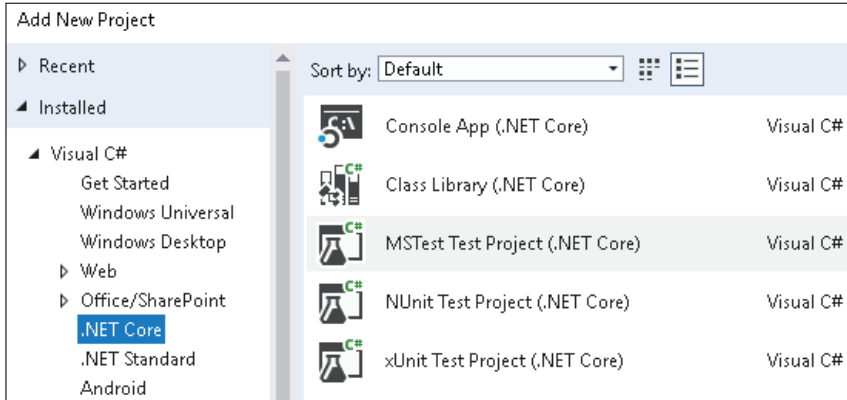 Add New Project
Recent
Installed
Visual C#
Get Started
Windows Universal
Windows Desktop
Web
Office/SharePoint
.NET Core
.NET Standard
Android
Sort by: Default
C:\
Console App (.NET Core) Visual C#
C#
Class Library (.NET Core) Visual C#
C#
MSTest Test Project (.NET Core) Visual C#
C#
NUnit Test Project (.NET Core) Visual C#
C#
xUnit Test Project (.NET Core) Visual C#